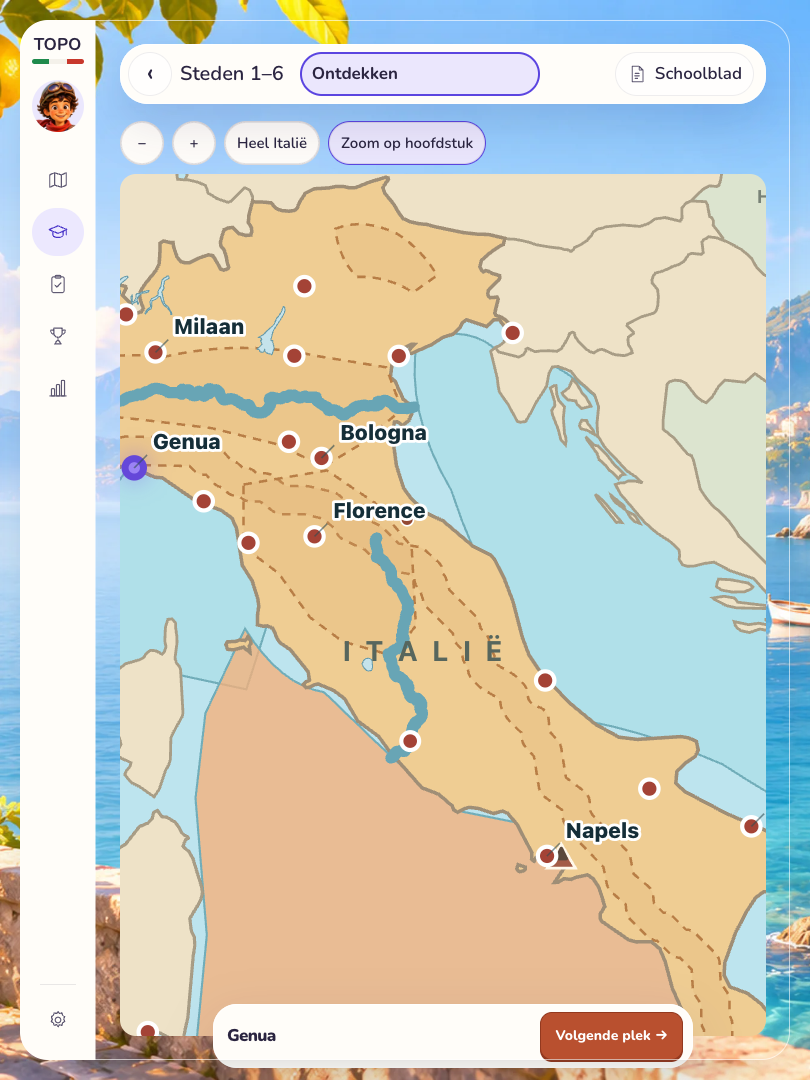 TOPO
‹ Steden 1–6 Ontdekken Schoolblad
− + Heel Italië Zoom op hoofdstuk
H
Milaan
Bologna
Genua
Florence
ITALIË
Napels
Genua Volgende plek →